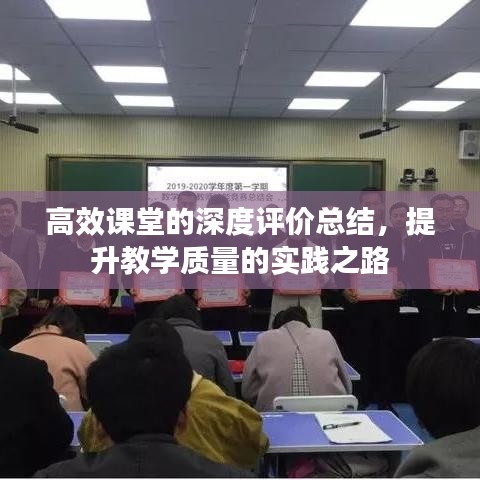 2019-2020学年度第一学期
高效课堂的深度评价总结，提
升教学质量的实践之路